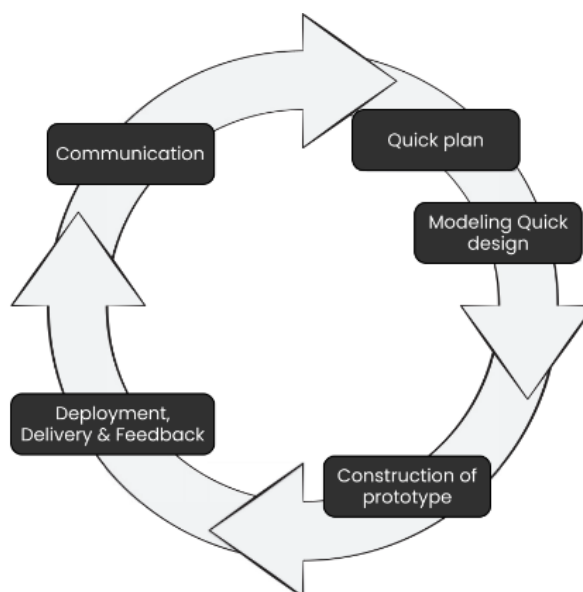 Communication
Quick plan
Modeling Quick
design
Construction of
prototype
Deployment,
Delivery & Feedback